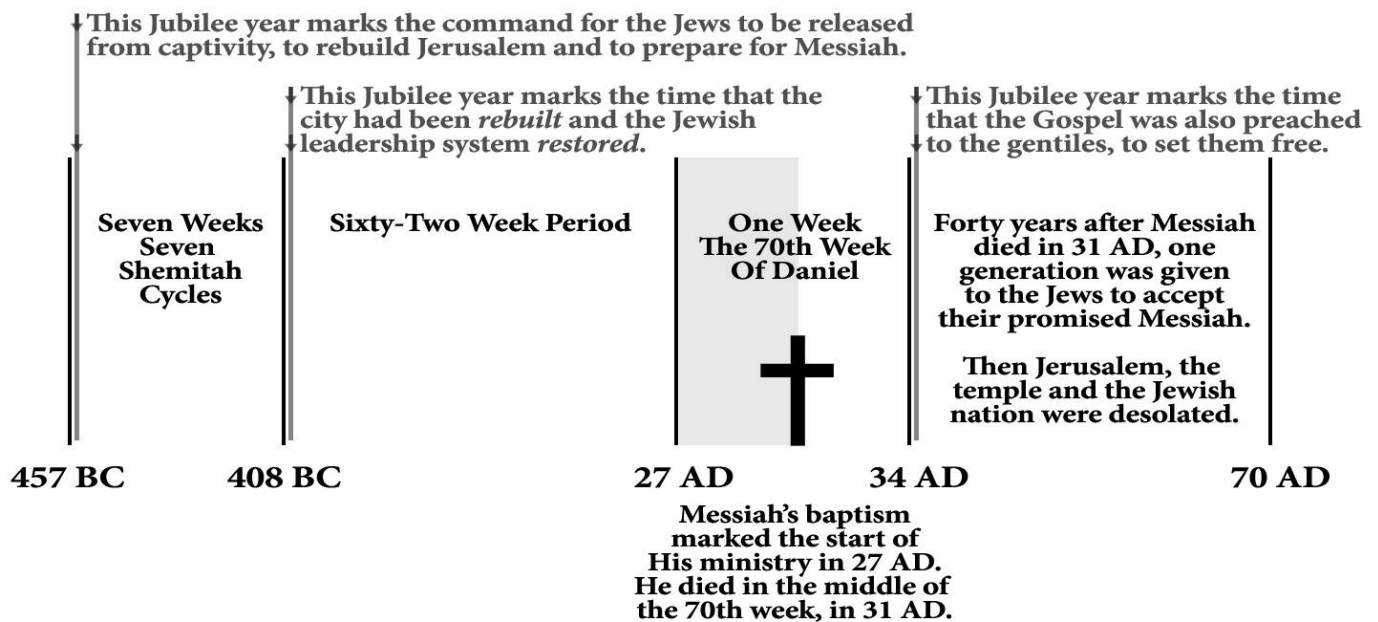 This Jubilee year marks the command for the Jews to be released
from captivity, to rebuild Jerusalem and to prepare for Messiah.
This Jubilee year marks the time that the
city had been rebuilt and the Jewish
leadership system restored.
This Jubilee year marks the time
that the Gospel was also preached
to the gentiles, to set them free.
Seven Weeks
Seven
Shemitah
Cycles
Sixty-Two Week Period
One Week
The 70th Week
Of Daniel
Forty years after Messiah
died in 31 AD, one
generation was given
to the Jews to accept
their promised Messiah.
Then Jerusalem, the
temple and the Jewish
nation were desolated.
457 BC
408 BC
27 AD
34 AD
70 AD
Messiah's baptism
marked the start of
His ministry in 27 AD.
He died in the middle of
the 70th week, in 31 AD.